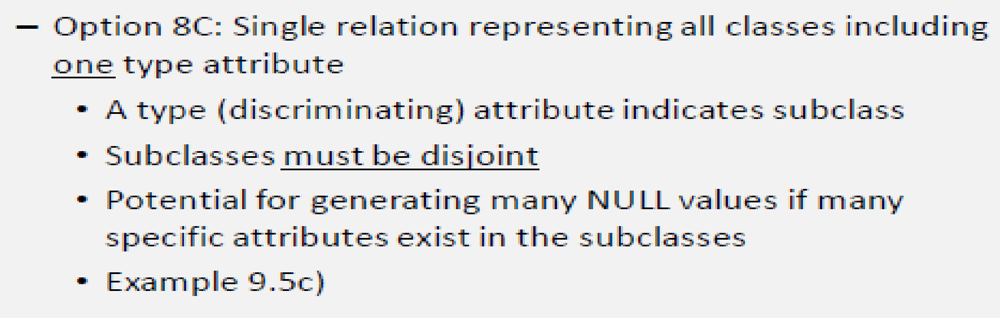 – Option 8C: Single relation representing all classes including
one type attribute
• A type (discriminating) attribute indicates subclass
• Subclasses must be disjoint
• Potential for generating many NULL values if many
specific attributes exist in the subclasses
• Example 9.5c)